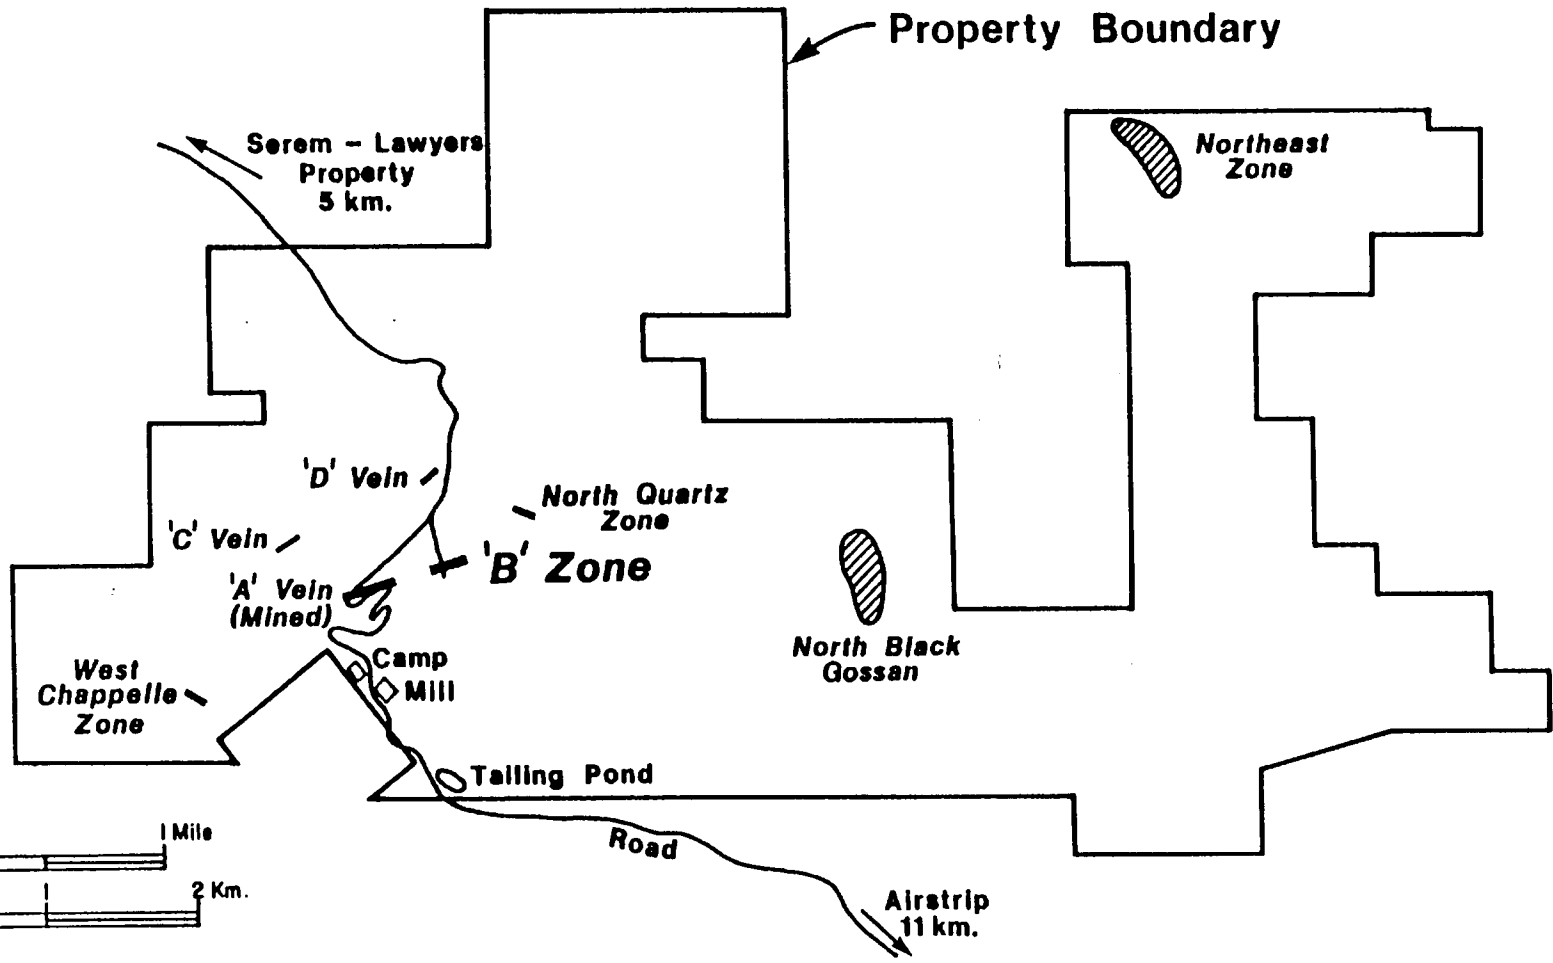 Property Boundary
Serem - Lawyers
Property
5 km.
Northeast
Zone
'D' Vein
North Quartz
Zone
'C' Vein
'B' Zone
'A' Vein
(Mined)
North Black
Gossan
West
Chappelle
Zone
Camp
Mill
Tailing Pond
Road
1 Mile
1
2 Km.
Airstrip
11 km.